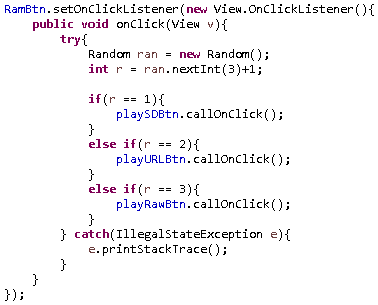 RamBtn.setOnClickListener(new View.OnClickListener(){
    public void onClick(View v){
        try{
            Random ran = new Random();
            int r = ran.nextInt(3)+1;

            if(r == 1){
                playSDBtn.callOnClick();
            }
            else if(r == 2){
                playURLBtn.callOnClick();
            }
            else if(r == 3){
                playRawBtn.callOnClick();
            }
        } catch(IllegalStateException e){
            e.printStackTrace();
        }
    }
});